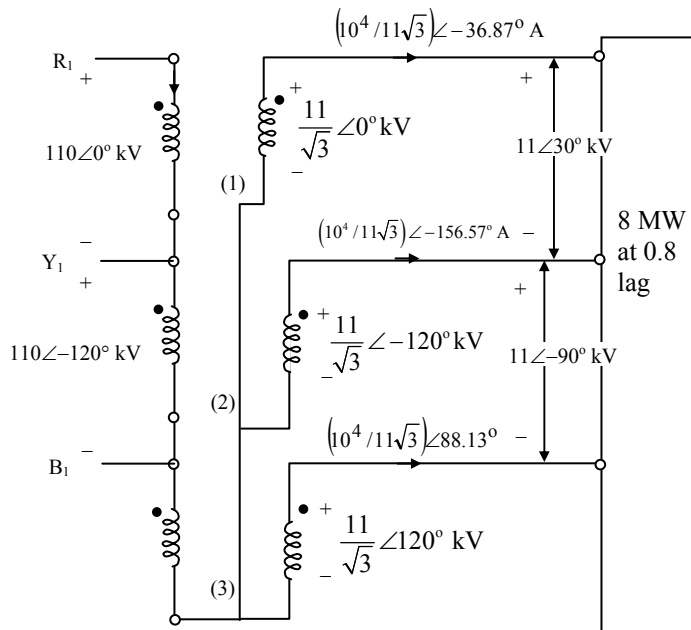 (10⁴ /11√3)∠−36.87° A
R₁
+
+
+
11/√3 ∠0° kV
110∠0° kV
11∠30° kV
−
(1)
8 MW
at 0.8
lag
−
(10⁴ /11√3)∠−156.57° A
−
Y₁
+
+
+
11/√3 ∠−120° kV
110∠−120° kV
11∠−90° kV
−
(2)
(10⁴ /11√3)∠88.13°
−
B₁
−
+
11/√3 ∠120° kV
−
(3)